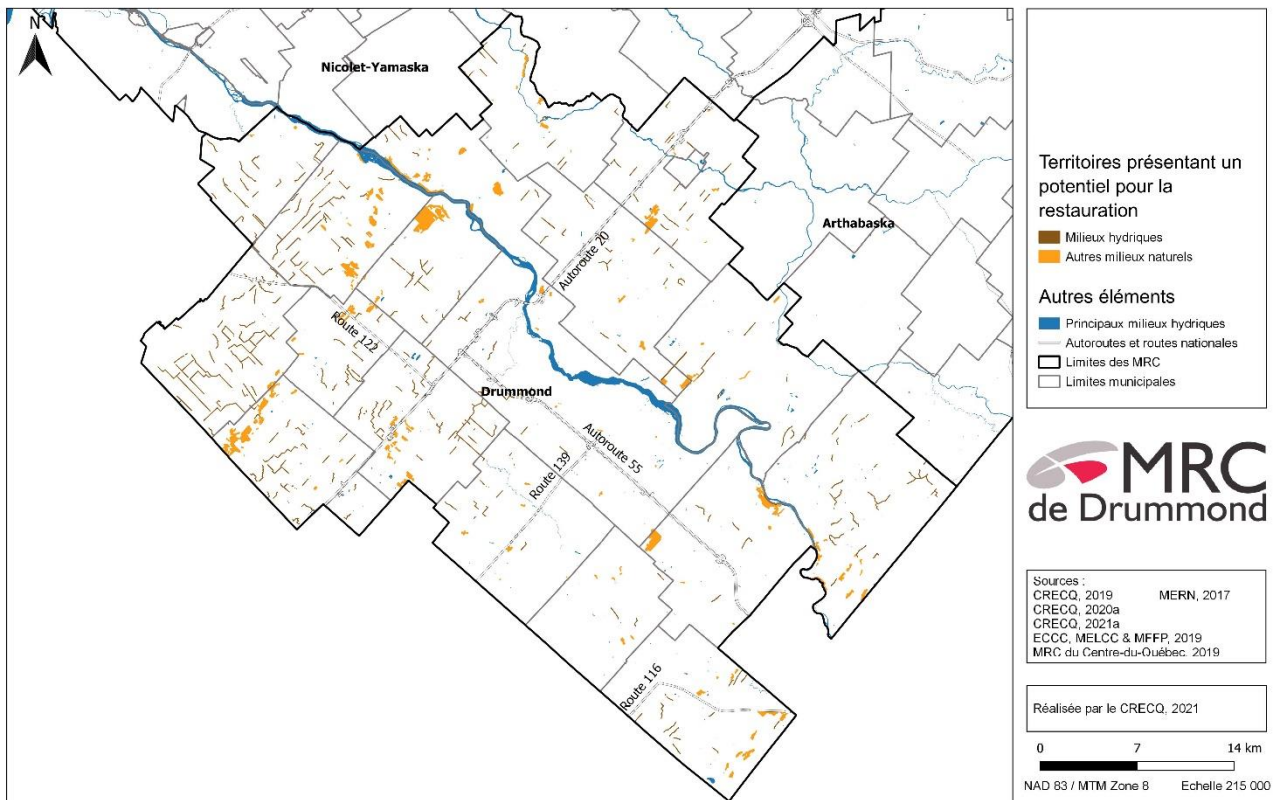 N
Nicolet-Yamaska
Arthabaska
Autoroute 20
Route 122
Drummond
Autoroute 55
Route 139
Route 116
Territoires présentant un
potentiel pour la
restauration
Milieux hydriques
Autres milieux naturels
Autres éléments
Principaux milieux hydriques
Autoroutes et routes nationales
Limites des MRC
Limites municipales
MRC
de Drummond
Sources :
CRECQ, 2019 MERN, 2017
CRECQ, 2020a
CRECQ, 2021a
ECCC, MELCC & MFFP, 2019
MRC du Centre-du-Québec. 2019
Réalisée par le CRECQ, 2021
0 7 14 km
NAD 83 / MTM Zone 8 Echelle 215 000